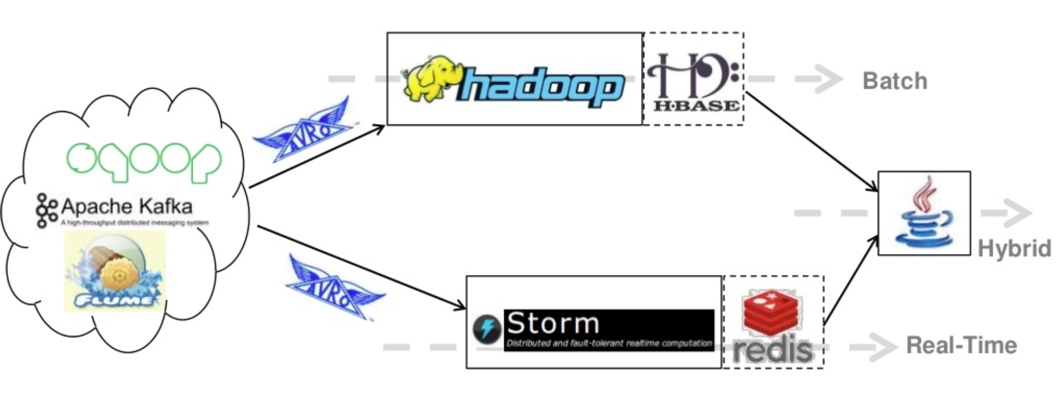 hadoop
H·BASE
Batch
AVRO
sqoop
Apache Kafka
A high-throughput distributed messaging system
FLUME
Hybrid
AVRO
Storm
Distributed and fault-tolerant realtime computation
redis
Real-Time